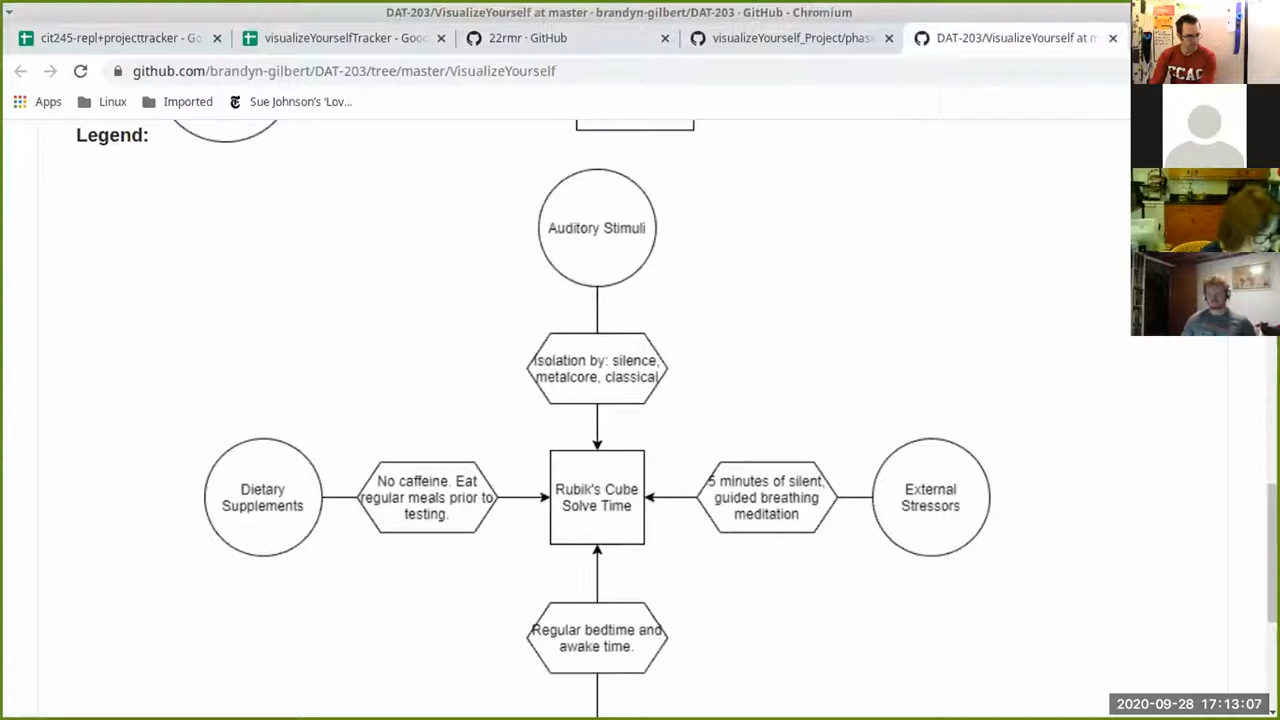 DAT-203/VisualizeYourself at master · brandyn-gilbert/DAT-203 · GitHub - Chromium
cit245-repl+projecttracker - Go
visualizeYourselfTracker - Goo
22rmr · GitHub
visualizeYourself_Project/phas
DAT-203/VisualizeYourself at m
github.com/brandyn-gilbert/DAT-203/tree/master/VisualizeYourself
Apps
Linux
Imported
Sue Johnson's 'Lov...
Legend:
Auditory Stimuli
Isolation by: silence,
metalcore, classical
Dietary
Supplements
No caffeine. Eat
regular meals prior to
testing.
Rubik's Cube
Solve Time
5 minutes of silent,
guided breathing
meditation
External
Stressors
Regular bedtime and
awake time.
CCAC
2020-09-28 17:13:07